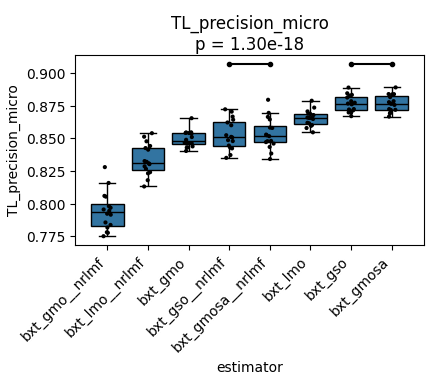 TL_precision_micro
p = 1.30e-18
TL_precision_micro
0.900
0.875
0.850
0.825
0.800
0.775
bxt_gmo__nrlmf
bxt_lmo__nrlmf
bxt_gmo
bxt_gso__nrlmf
bxt_gmosa__nrlmf
bxt_lmo
bxt_gso
bxt_gmosa
estimator